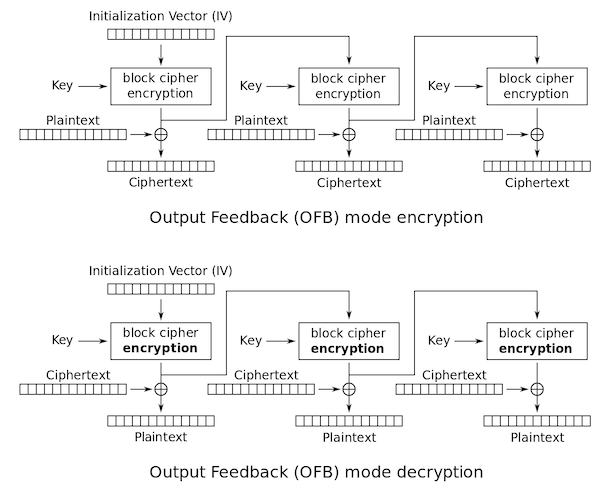 Initialization Vector (IV)
Key
block cipher
encryption
Key
block cipher
encryption
Key
block cipher
encryption
Plaintext
Plaintext
Plaintext
Ciphertext
Ciphertext
Ciphertext
Output Feedback (OFB) mode encryption
Initialization Vector (IV)
Key
block cipher
encryption
Key
block cipher
encryption
Key
block cipher
encryption
Ciphertext
Ciphertext
Ciphertext
Plaintext
Plaintext
Plaintext
Output Feedback (OFB) mode decryption